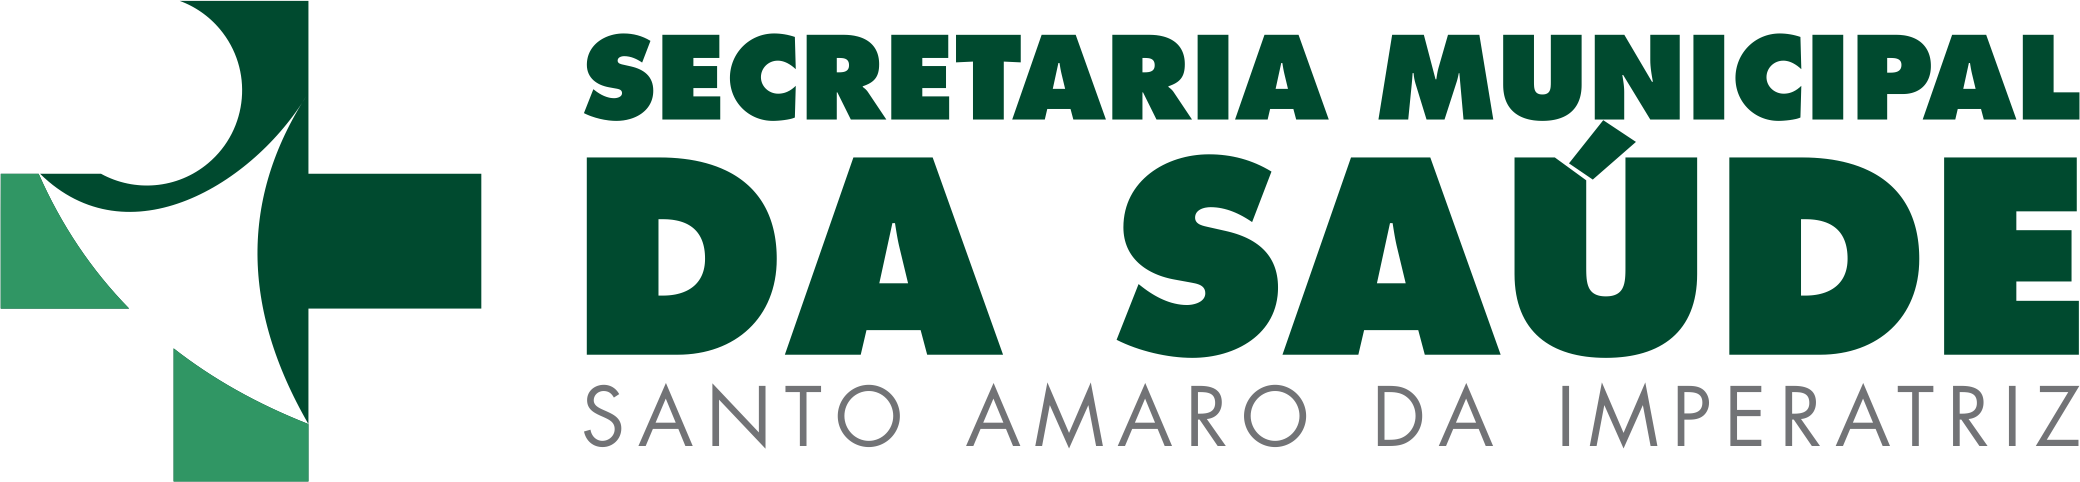 SECRETARIA MUNICIPAL
DA SAÚDE
SANTO AMARO DA IMPERATRIZ